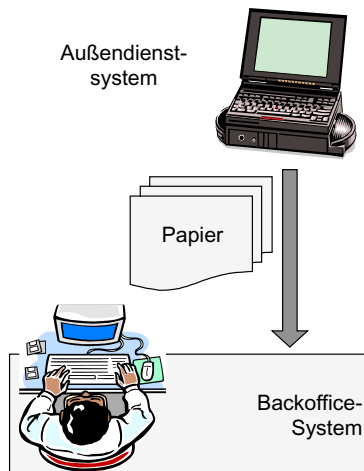 Außendienst-
system
Papier
Backoffice-
System